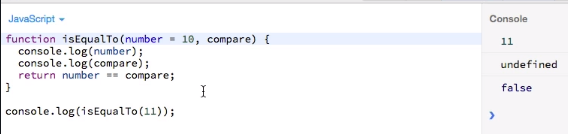 JavaScript
Console
function isEqualTo(number = 10, compare) {
  console.log(number);
  console.log(compare);
  return number == compare;
}
console.log(isEqualTo(11));
11
undefined
false